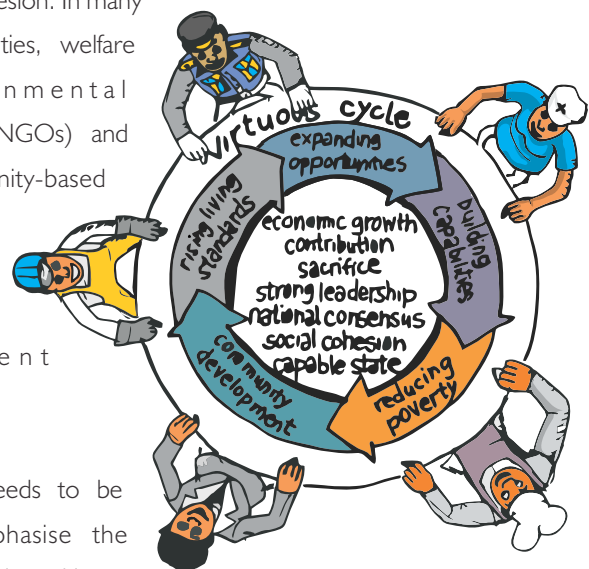 esion. In many
ties, welfare
nmental
NGOs) and
nity-based
ent
eeds to be
phasise the
virtuous cycle
expanding
opportunities
building
capabilities
reducing
poverty
community
development
rising living
standards
economic growth
contribution
sacrifice
strong leadership
national consensus
social cohesion
capable state